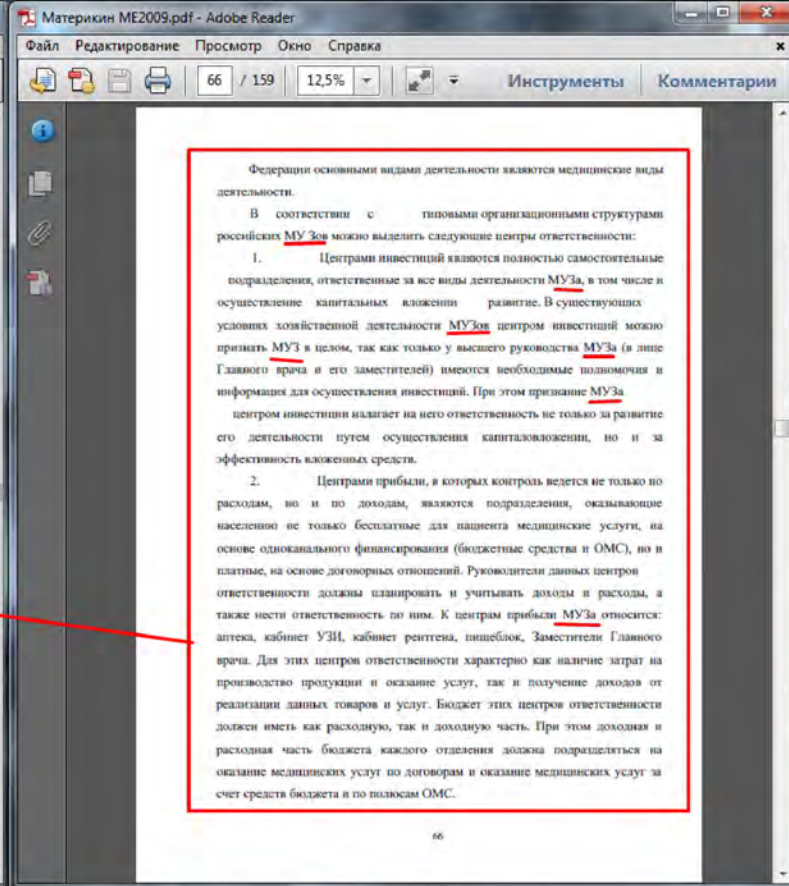 Материкин МЕ2009.pdf - Adobe Reader
Файл Редактирование Просмотр Окно Справка
66 / 159 12,5% Инструменты Комментарии
Федерации основными видами деятельности являются медицинские виды
деятельности.
В соответствии с типовыми организационными структурами
российских МУ Зов можно выделить следующие центры ответственности:
1. Центрами инвестиций являются полностью самостоятельные
подразделения, ответственные за все виды деятельности МУЗа, в том числе и
осуществление капитальных вложении развитие. В существующих
условиях хозяйственной деятельности МУЗов центром инвестиций можно
признать МУЗ в целом, так как только у высшего руководства МУЗа (в лице
Главного врача и его заместителей) имеются необходимые полномочия и
информация для осуществления инвестиций. При этом признание МУЗа
центром инвестиции налагает на него ответственность не только за развитие
его деятельности путем осуществления капиталовложении, но и за
эффективность вложенных средств.
2. Центрами прибыли, в которых контроль ведется не только по
расходам, но и по доходам, являются подразделения, оказывающие
населению не только бесплатные для пациента медицинские услуги, на
основе одноканального финансирования (бюджетные средства и ОМС), но и
платные, на основе договорных отношений. Руководители данных центров
ответственности должны планировать и учитывать доходы и расходы, а
также нести ответственность по ним. К центрам прибыли МУЗа относится:
аптека, кабинет УЗИ, кабинет рентгена, пищеблок, Заместители Главного
врача. Для этих центров ответственности характерно как наличие затрат на
производство продукции и оказание услуг, так и получение доходов от
реализации данных товаров и услуг. Бюджет этих центров ответственности
должен иметь как расходную, так и доходную часть. При этом доходная и
расходная часть бюджета каждого отделения должна подразделяться на
оказание медицинских услуг по договорам и оказание медицинских услуг за
счет средств бюджета и по полюсам ОМС.
66